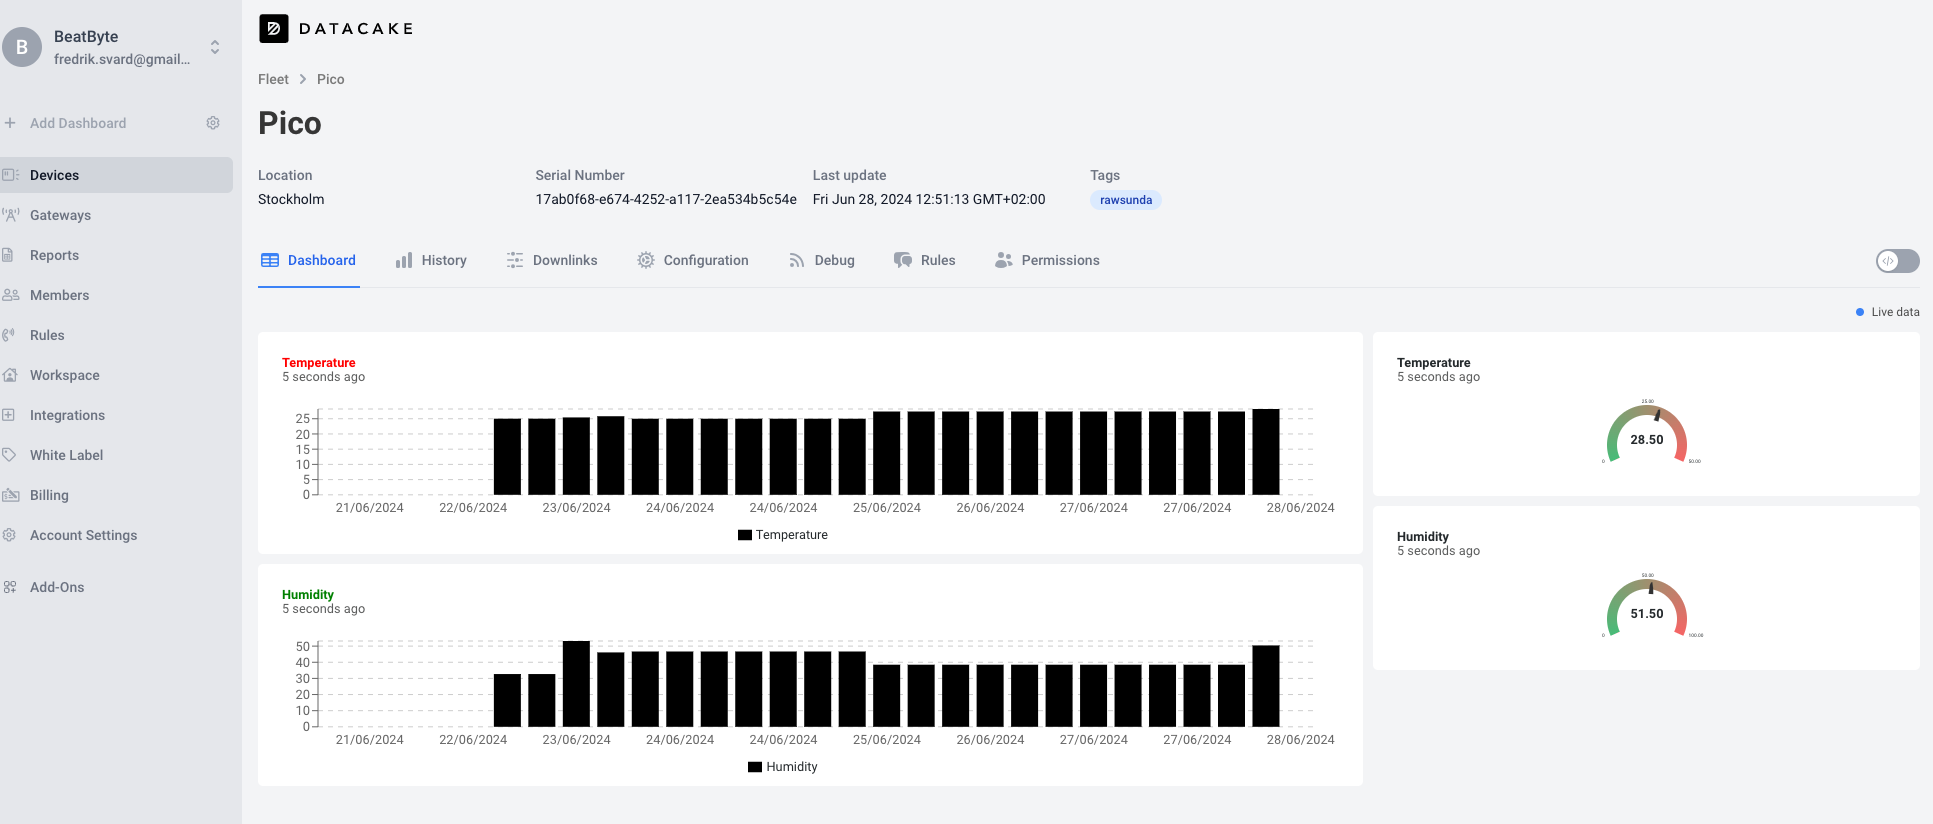 B
BeatByte
fredrik.svard@gmail...
Add Dashboard
Devices
Gateways
Reports
Members
Rules
Workspace
Integrations
White Label
Billing
Account Settings
Add-Ons
DATACAKE
Fleet > Pico
Pico
Location
Stockholm
Serial Number
17ab0f68-e674-4252-a117-2ea534b5c54e
Last update
Fri Jun 28, 2024 12:51:13 GMT+02:00
Tags
rawsunda
Dashboard
History
Downlinks
Configuration
Debug
Rules
Permissions
</>
Live data
Temperature
5 seconds ago
25
20
15
10
5
0
21/06/2024 22/06/2024 23/06/2024 24/06/2024 24/06/2024 25/06/2024 26/06/2024 27/06/2024 27/06/2024 28/06/2024
Temperature
Humidity
5 seconds ago
50
40
30
20
10
0
21/06/2024 22/06/2024 23/06/2024 24/06/2024 24/06/2024 25/06/2024 26/06/2024 27/06/2024 27/06/2024 28/06/2024
Humidity
Temperature
5 seconds ago
25.00
28.50
0 50.00
Humidity
5 seconds ago
50.00
51.50
0 100.00